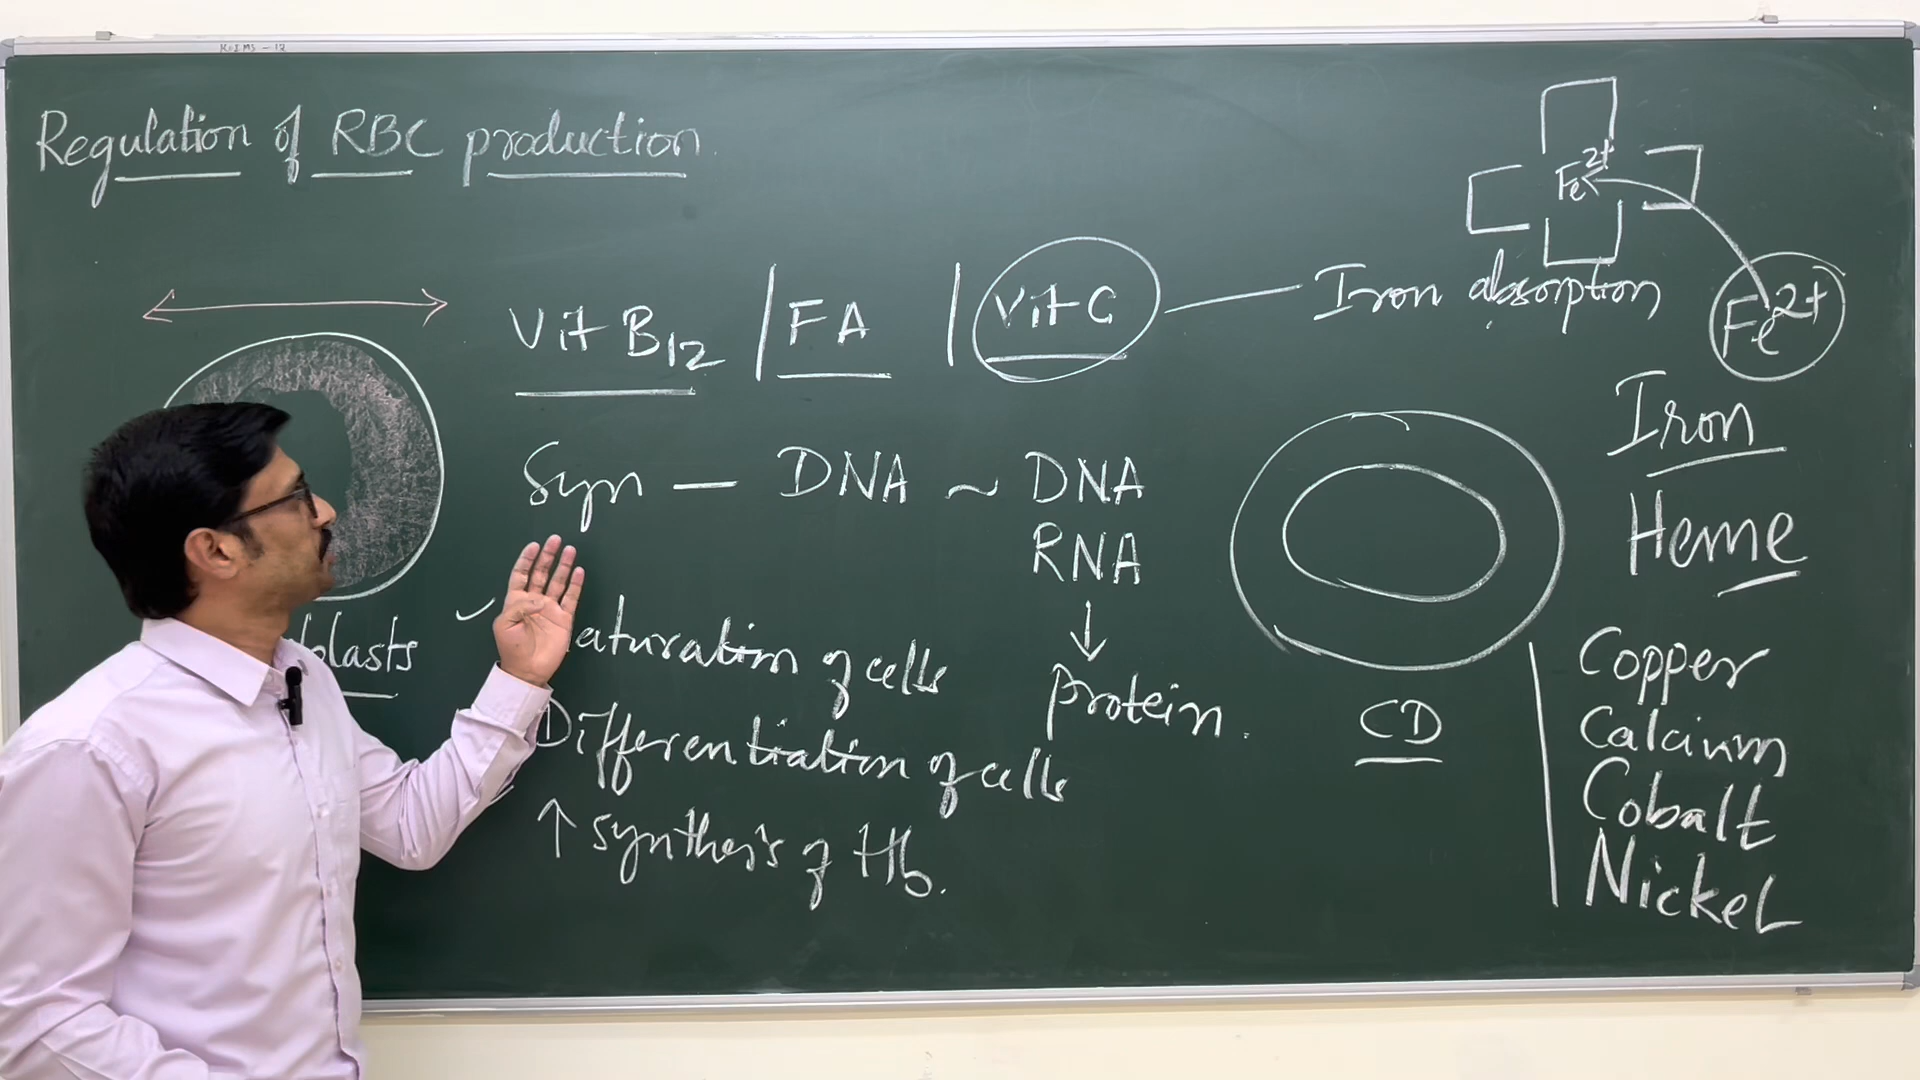 Regulation of RBC production
Vit B12 | FA | Vit C — Iron absorption
Fe2+
Fe2+
Syn — DNA ~ DNA
RNA
↓
protein.
blasts
aturation of cells
Differentiation of cells
↑ synthesis of Hb.
CD
Iron
Heme
Copper
Calcium
Cobalt
Nickel